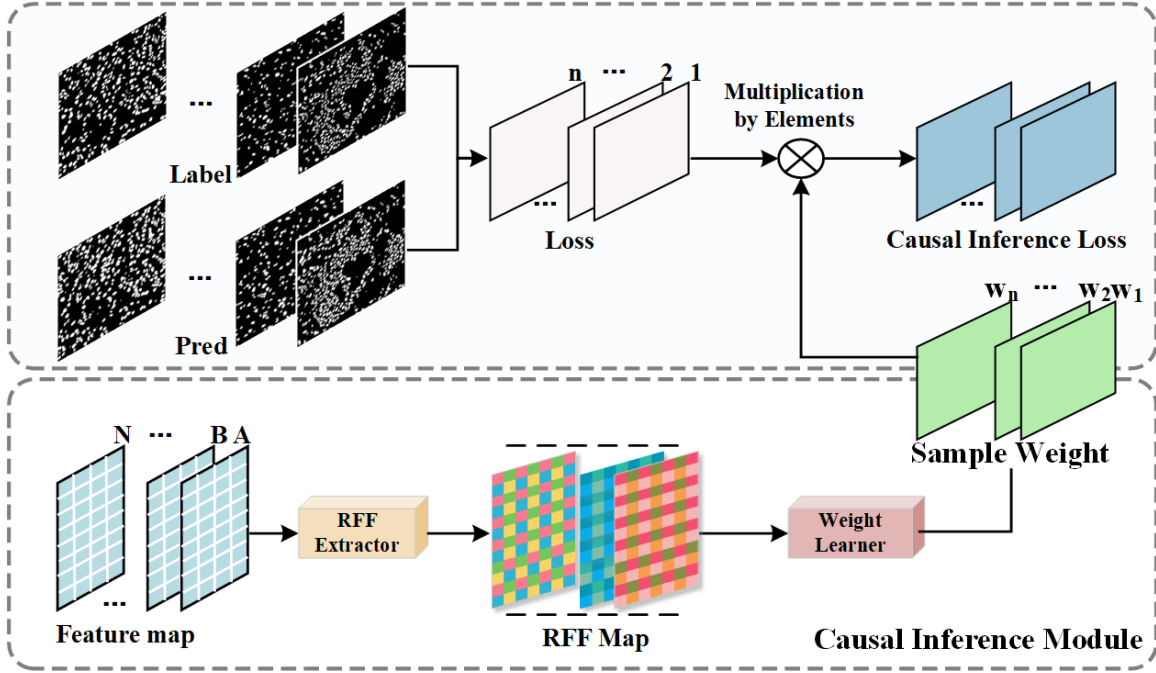 n ... 2 1
Multiplication
by Elements
...
Label
...
Loss
...
Causal Inference Loss
...
Pred
wn ... w2w1
N ... B A
Sample Weight
RFF
Extractor
Weight
Learner
...
Feature map
RFF Map
Causal Inference Module